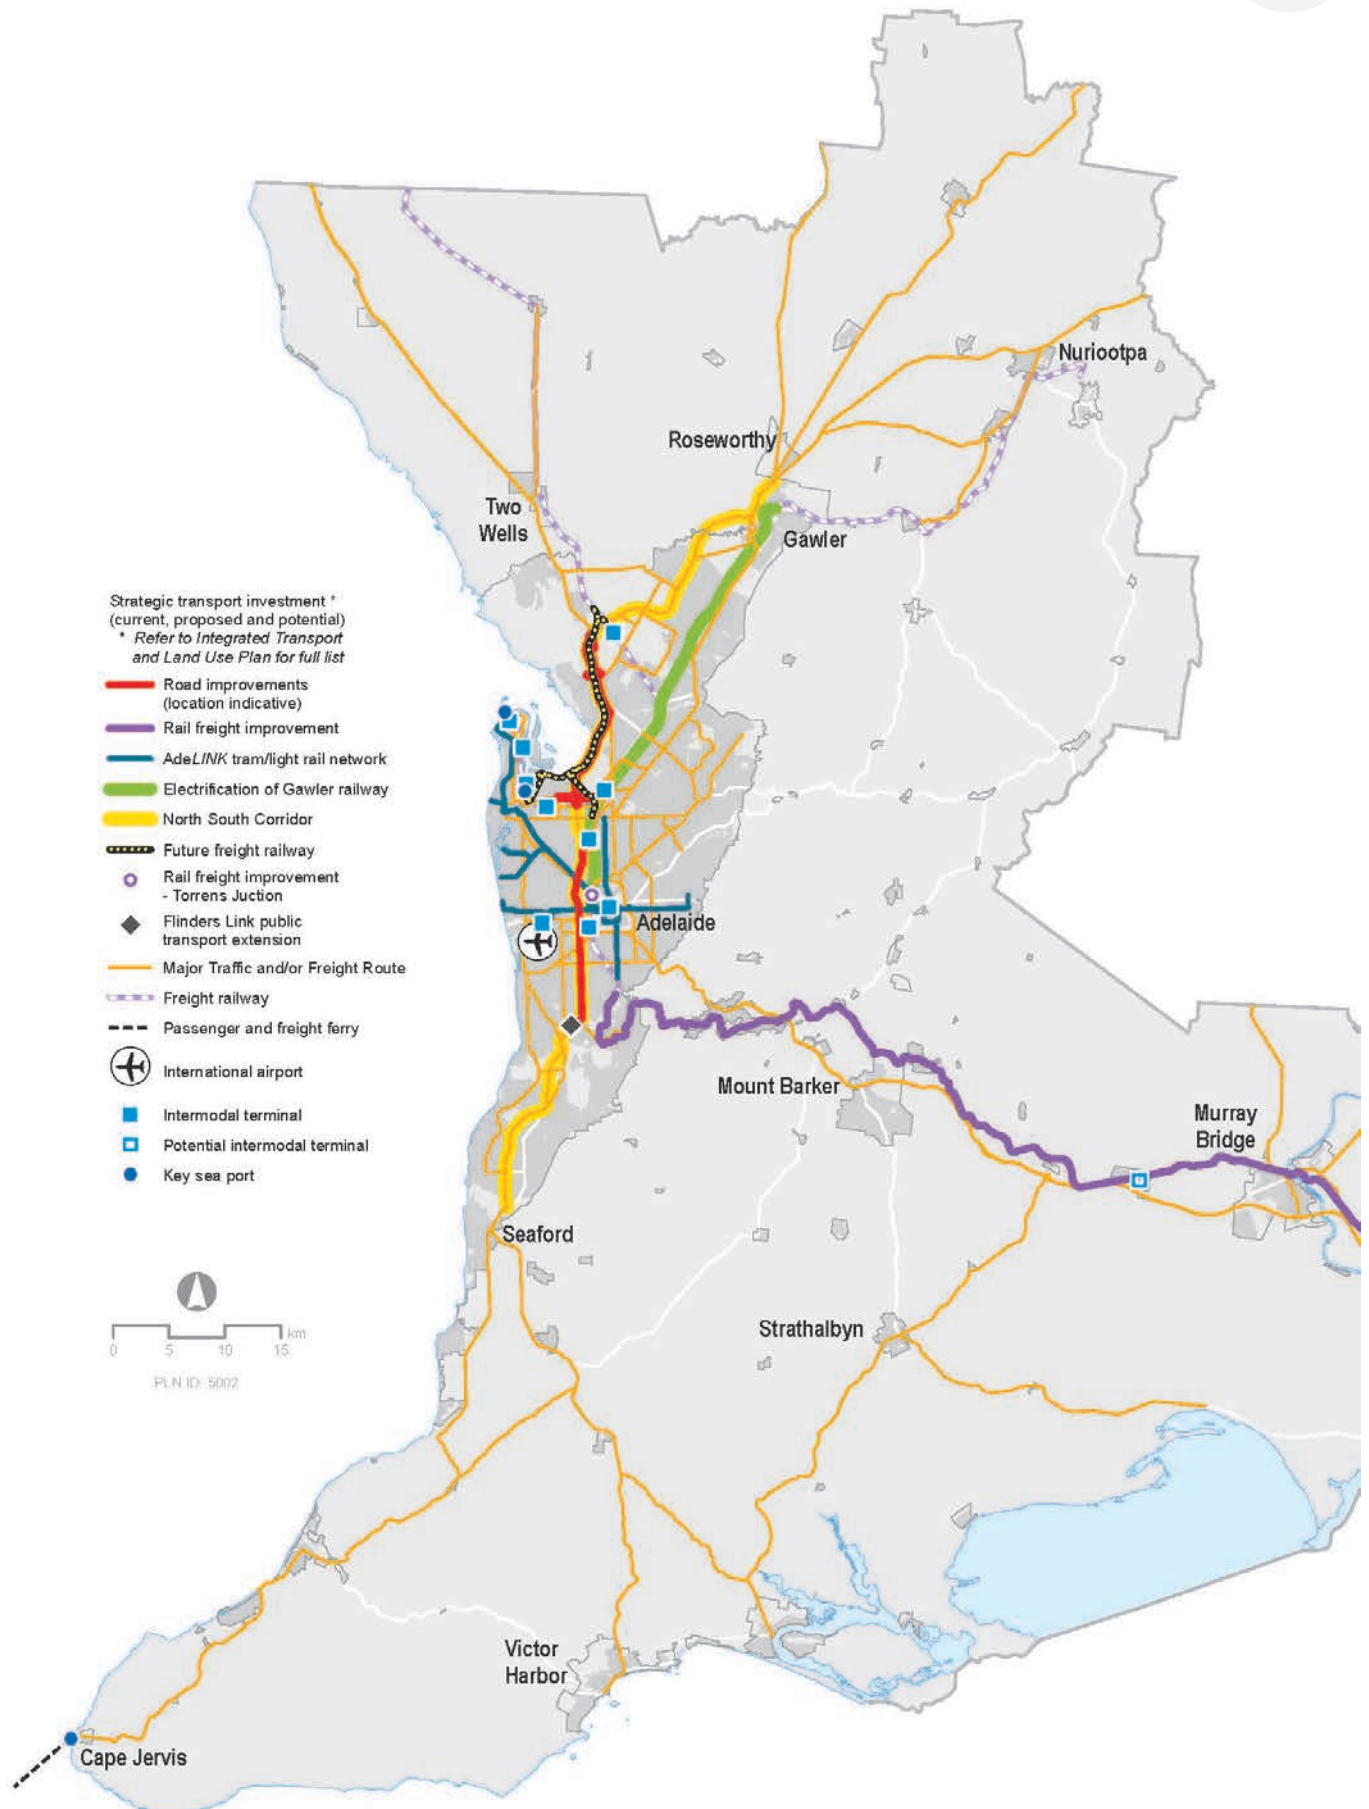 Nuriootpa
Roseworthy
Two
Wells
Gawler
Strategic transport investment *
(current, proposed and potential)
* Refer to Integrated Transport
and Land Use Plan for full list
Road improvements
(location indicative)
Rail freight improvement
AdeLINK tram/light rail network
Electrification of Gawler railway
North South Corridor
Future freight railway
Rail freight improvement
- Torrens Juction
Flinders Link public
transport extension
Major Traffic and/or Freight Route
Freight railway
Passenger and freight ferry
International airport
Intermodal terminal
Potential intermodal terminal
Key sea port
Adelaide
Mount Barker
Murray
Bridge
Seaford
km
0 5 10 15
PLN ID: 5002
Strathalbyn
Victor
Harbor
Cape Jervis